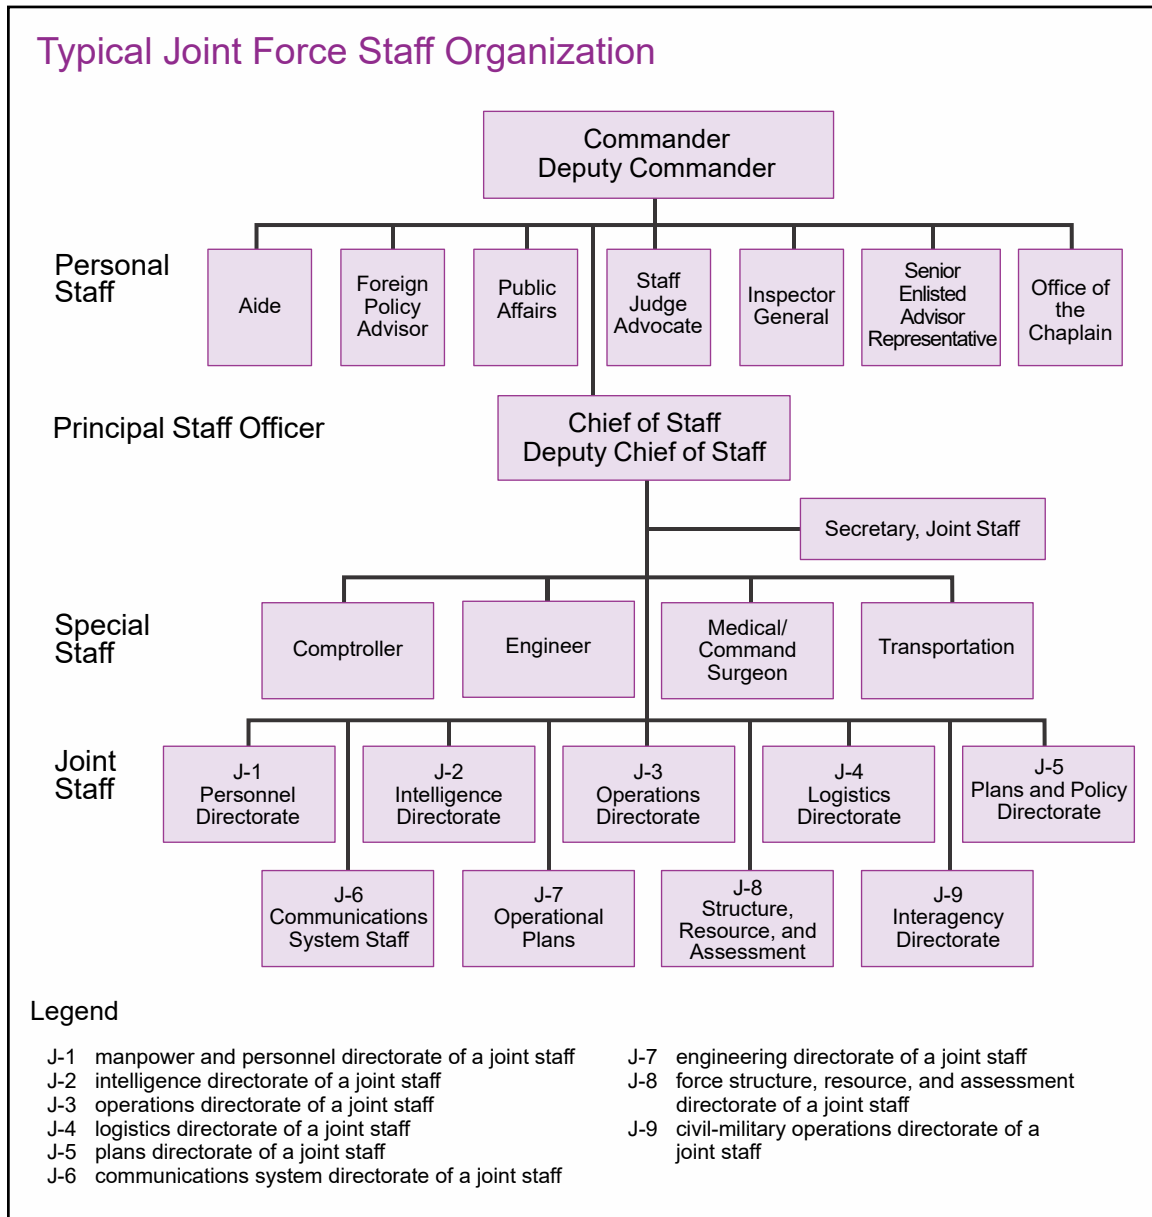 Typical Joint Force Staff Organization
Commander
Deputy Commander
Personal
Staff
Aide
Foreign
Policy
Advisor
Public
Affairs
Staff
Judge
Advocate
Inspector
General
Senior
Enlisted
Advisor
Representative
Office of
the
Chaplain
Principal Staff Officer
Chief of Staff
Deputy Chief of Staff
Secretary, Joint Staff
Special
Staff
Comptroller
Engineer
Medical/
Command
Surgeon
Transportation
Joint
Staff
J-1
Personnel
Directorate
J-2
Intelligence
Directorate
J-3
Operations
Directorate
J-4
Logistics
Directorate
J-5
Plans and Policy
Directorate
J-6
Communications
System Staff
J-7
Operational
Plans
J-8
Structure,
Resource, and
Assessment
J-9
Interagency
Directorate
Legend
J-1 manpower and personnel directorate of a joint staff
J-2 intelligence directorate of a joint staff
J-3 operations directorate of a joint staff
J-4 logistics directorate of a joint staff
J-5 plans directorate of a joint staff
J-6 communications system directorate of a joint staff
J-7 engineering directorate of a joint staff
J-8 force structure, resource, and assessment
directorate of a joint staff
J-9 civil-military operations directorate of a
joint staff